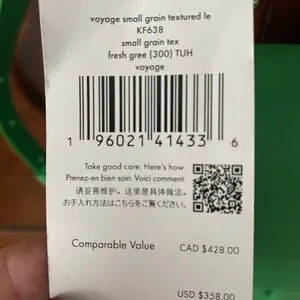 voyage small grain textured le
KF638
small grain tex
fresh gree (300) TUH
voyage
1 96021 41433 6
Take good care. Here's how.
Prenez-en bien soin. Voici comment.
请妥善维护。这里是具体做法。
お手入れ方法はこちらをご覧ください。
Comparable Value CAD $428.00
USD $358.00